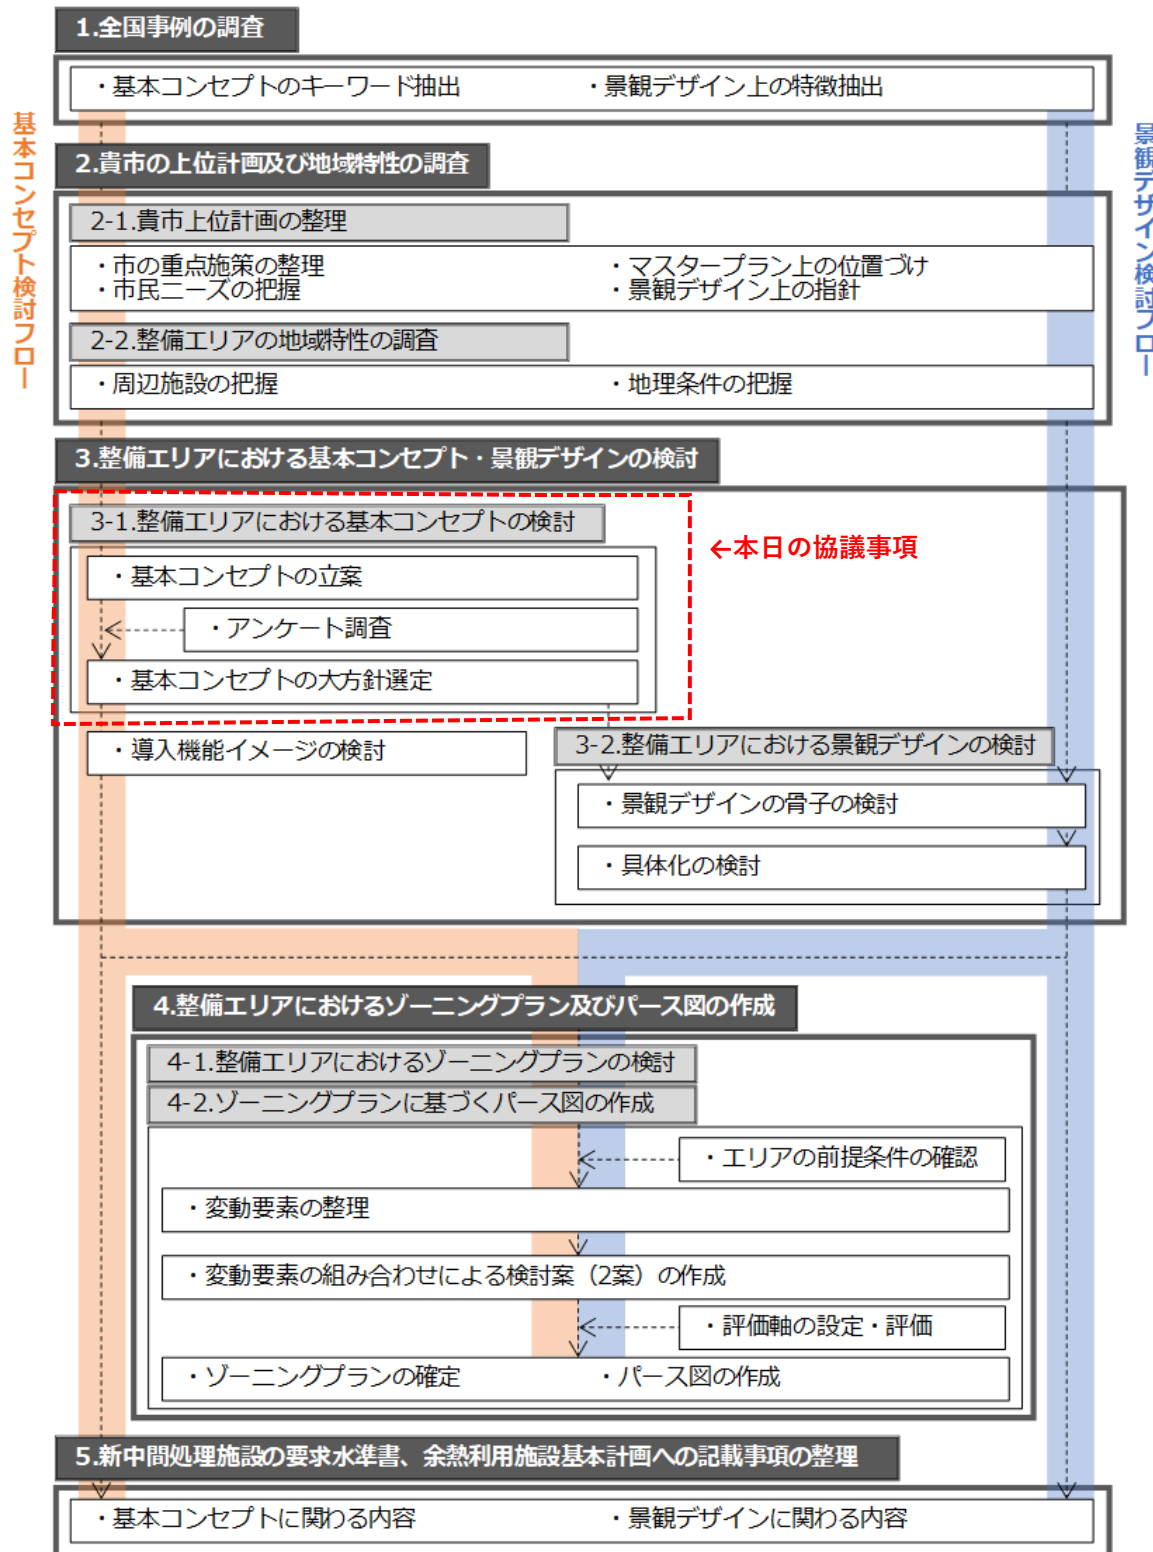 1.全国事例の調査
・基本コンセプトのキーワード抽出
・景観デザイン上の特徴抽出
基本コンセプト検討フロー
景観デザイン検討フロー
2.貴市の上位計画及び地域特性の調査
2-1.貴市上位計画の整理
・市の重点施策の整理
・マスタープラン上の位置づけ
・市民ニーズの把握
・景観デザイン上の指針
2-2.整備エリアの地域特性の調査
・周辺施設の把握
・地理条件の把握
3.整備エリアにおける基本コンセプト・景観デザインの検討
3-1.整備エリアにおける基本コンセプトの検討
←本日の協議事項
・基本コンセプトの立案
・アンケート調査
・基本コンセプトの大方針選定
・導入機能イメージの検討
3-2.整備エリアにおける景観デザインの検討
・景観デザインの骨子の検討
・具体化の検討
4.整備エリアにおけるゾーニングプラン及びパース図の作成
4-1.整備エリアにおけるゾーニングプランの検討
4-2.ゾーニングプランに基づくパース図の作成
・エリアの前提条件の確認
・変動要素の整理
・変動要素の組み合わせによる検討案（2案）の作成
・評価軸の設定・評価
・ゾーニングプランの確定
・パース図の作成
5.新中間処理施設の要求水準書、余熱利用施設基本計画への記載事項の整理
・基本コンセプトに関わる内容
・景観デザインに関わる内容